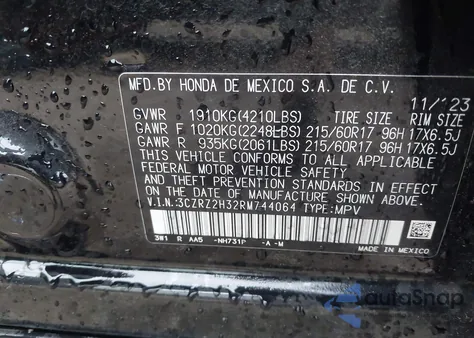 MFD.BY HONDA DE MEXICO S.A. DE C.V. 11/'23
GVWR 1910KG(4210LBS) TIRE SIZE RIM SIZE
GAWR F 1020KG(2248LBS) 215/60R17 96H 17X6.5J
GAWR R 935KG(2061LBS) 215/60R17 96H 17X6.5J
THIS VEHICLE CONFORMS TO ALL APPLICABLE
FEDERAL MOTOR VEHICLE SAFETY
AND THEFT PREVENTION STANDARDS IN EFFECT
ON THE DATE OF MANUFACTURE SHOWN ABOVE.
V.I.N:3CZRZ2H32RM744064 TYPE:MPV
3W1 R AA5 -NH731P -A -M
MADE IN MEXICO
AutoSnap